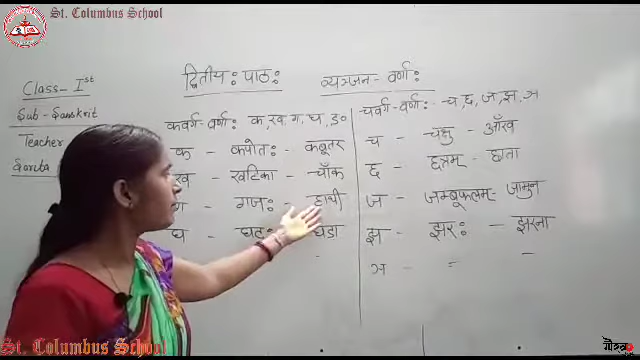 St. Columbus School
Class- Ist
Sub- Sanskrit
Teacher
द्वितीय: पाठ:
व्यञ्जन- वर्णा:
कवर्ग- वर्णा: क, ख, ग, घ, ङ
क - कपोत: - कबूतर
ख - खटिका - चॉक
ग - गज: - हाथी
घ - घट: - घडा
चवर्ग- वर्णा: - च, छ, ज, झ, ञ
च - चक्षु - आँख
छ - छत्रम् - छाता
ज - जम्बूफलम् - जामुन
झ - झर: - झरना
ञ - = -
St. Columbus School